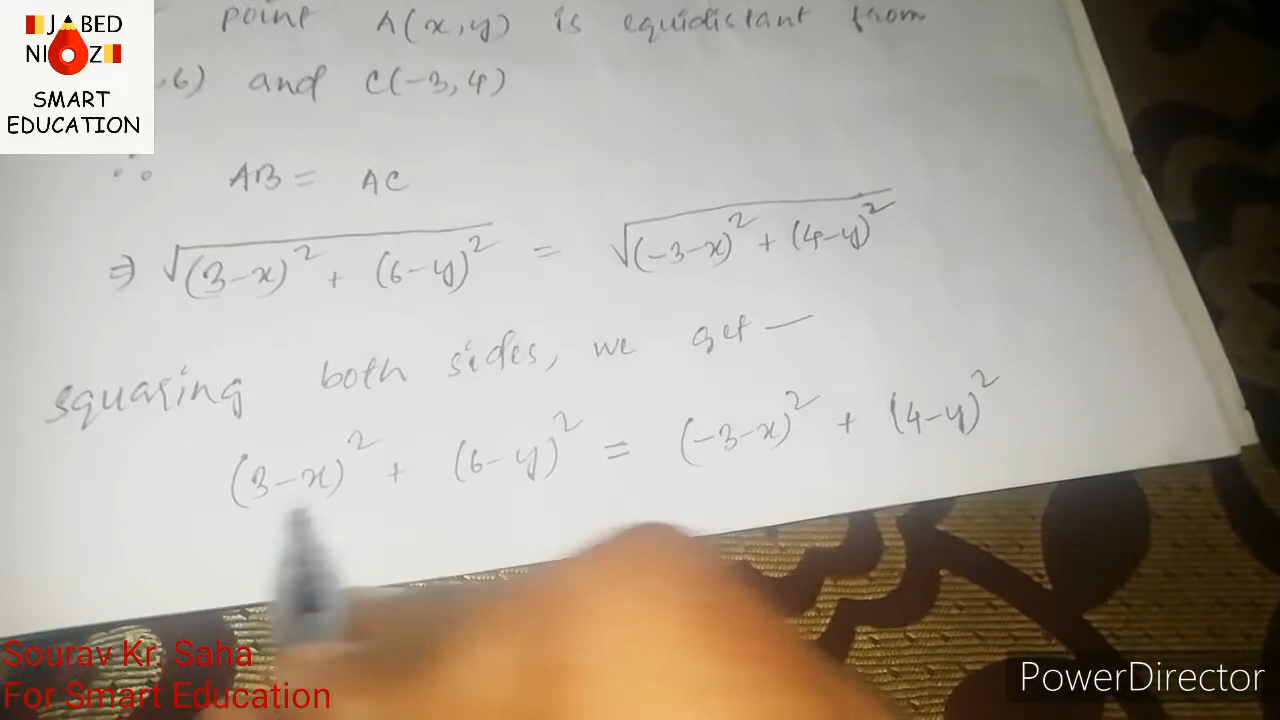 JABED
NIOZ
SMART
EDUCATION
point A(x,y) is equidistant from
,6) and C(-3,4)
∴ AB = AC
⇒ √(3-x)² + (6-y)² = √(-3-x)² + (4-y)²
squaring both sides, we get —
(3-x)² + (6-y)² = (-3-x)² + (4-y)²
Sourav Kr. Saha
For Smart Education
PowerDirector